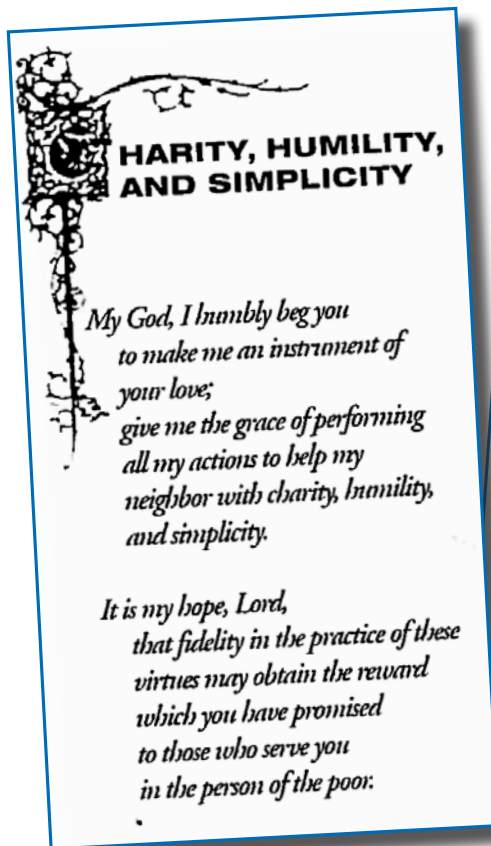 CHARITY, HUMILITY,
AND SIMPLICITY
My God, I humbly beg you
to make me an instrument of
your love;
give me the grace of performing
all my actions to help my
neighbor with charity, humility,
and simplicity.
It is my hope, Lord,
that fidelity in the practice of these
virtues may obtain the reward
which you have promised
to those who serve you
in the person of the poor.